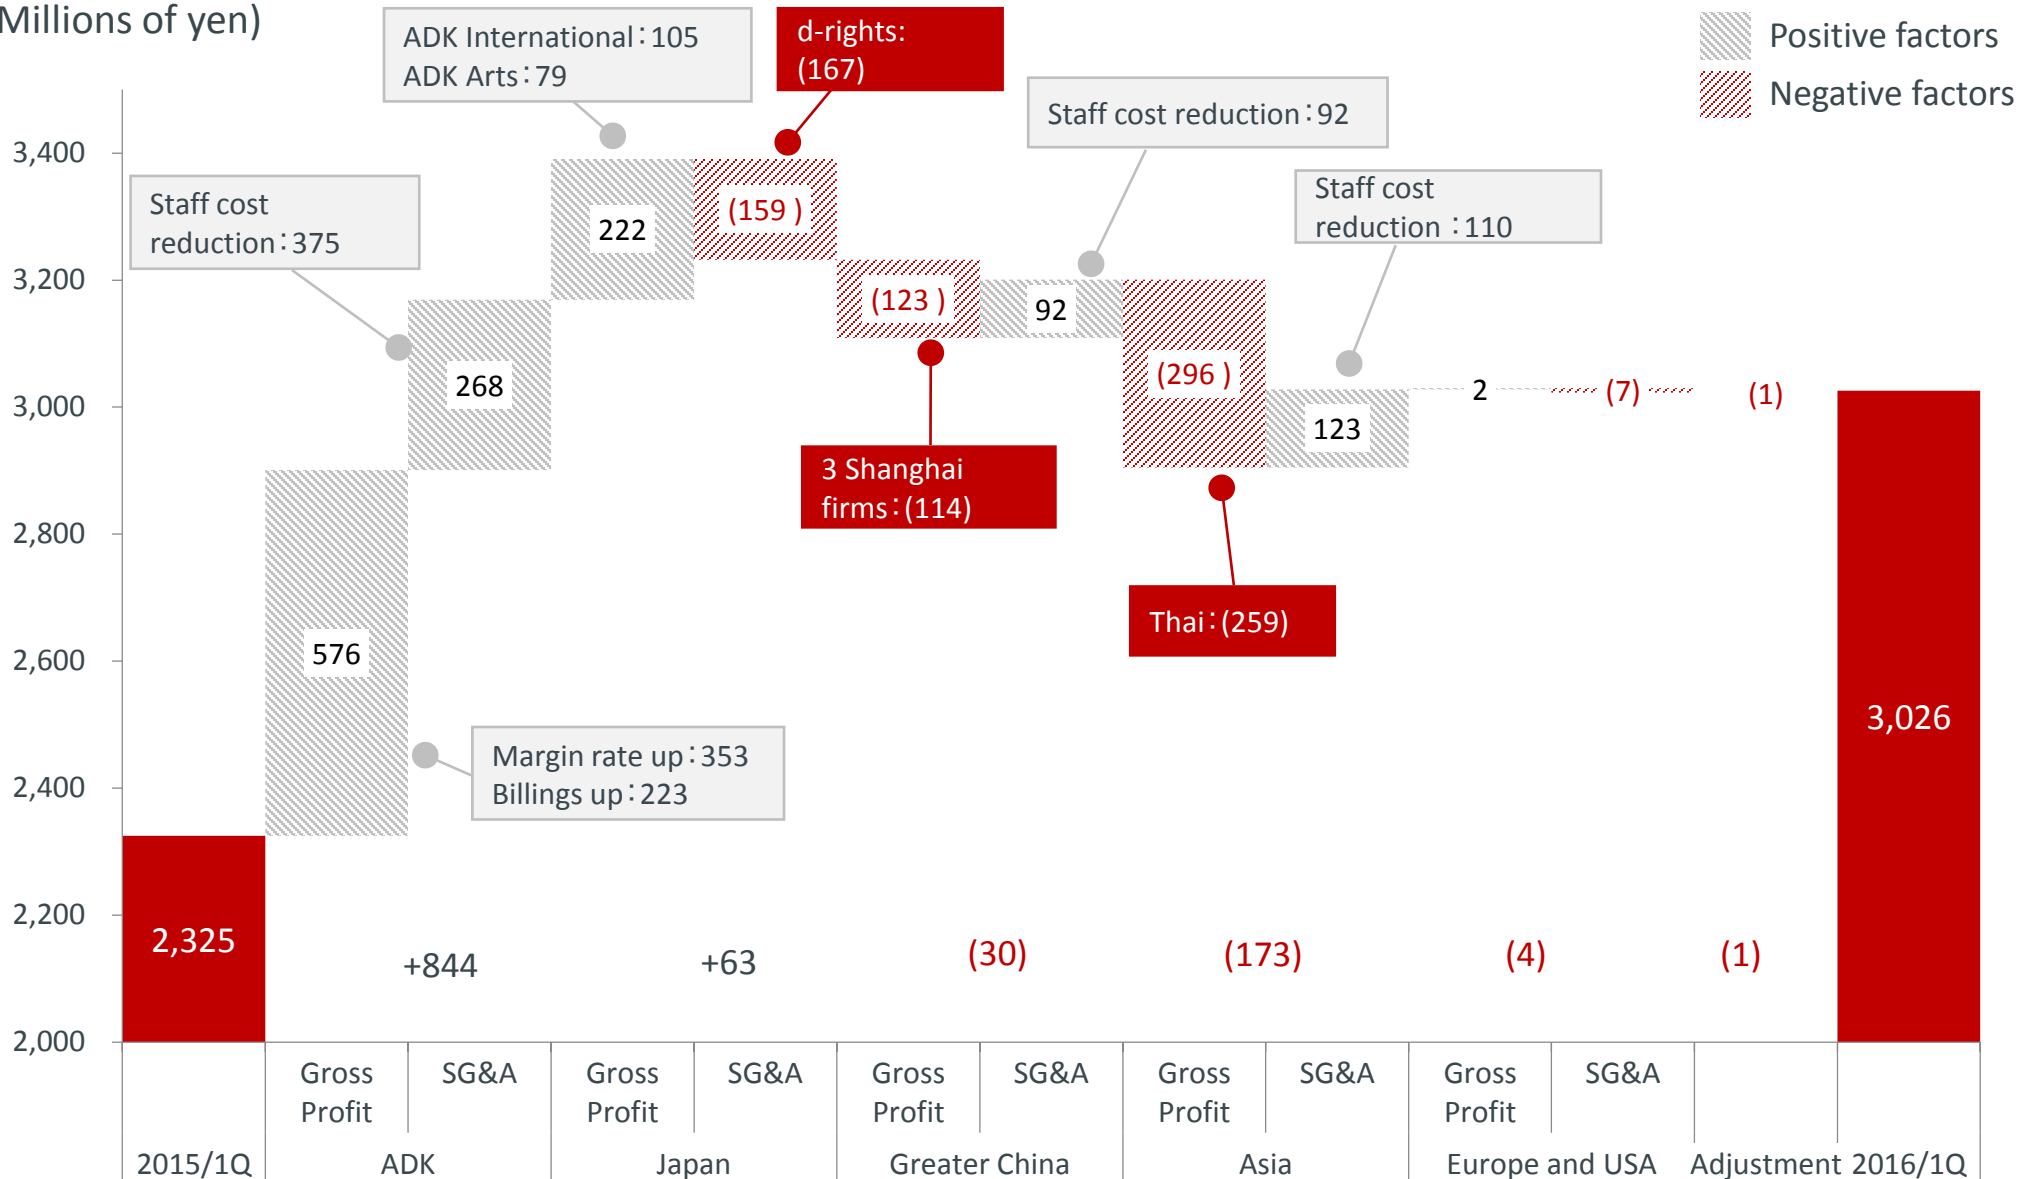 Millions of yen)
ADK International：105
ADK Arts：79
d-rights:
(167)
Positive factors
Negative factors
Staff cost reduction：92
Staff cost
reduction：375
Staff cost
reduction ：110
3,400
3,200
3,000
2,800
2,600
2,400
2,200
2,000
222
(159 )
(123 )
92
268
(296 )
123
2
(7)
(1)
576
3 Shanghai
firms：(114)
Thai：(259)
Margin rate up：353
Billings up：223
2,325
3,026
+844
+63
(30)
(173)
(4)
(1)
Gross
Profit
SG&A
Gross
Profit
SG&A
Gross
Profit
SG&A
Gross
Profit
SG&A
Gross
Profit
SG&A
2015/1Q
ADK
Japan
Greater China
Asia
Europe and USA
Adjustment
2016/1Q